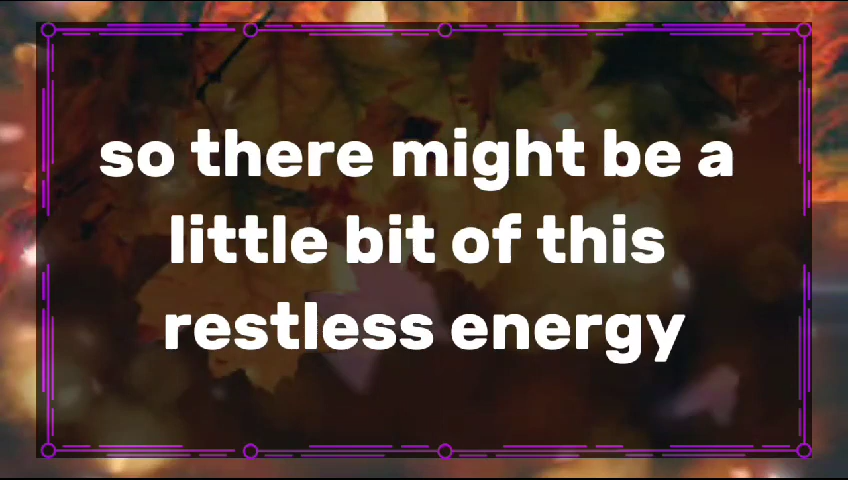 so there might be a
little bit of this
restless energy